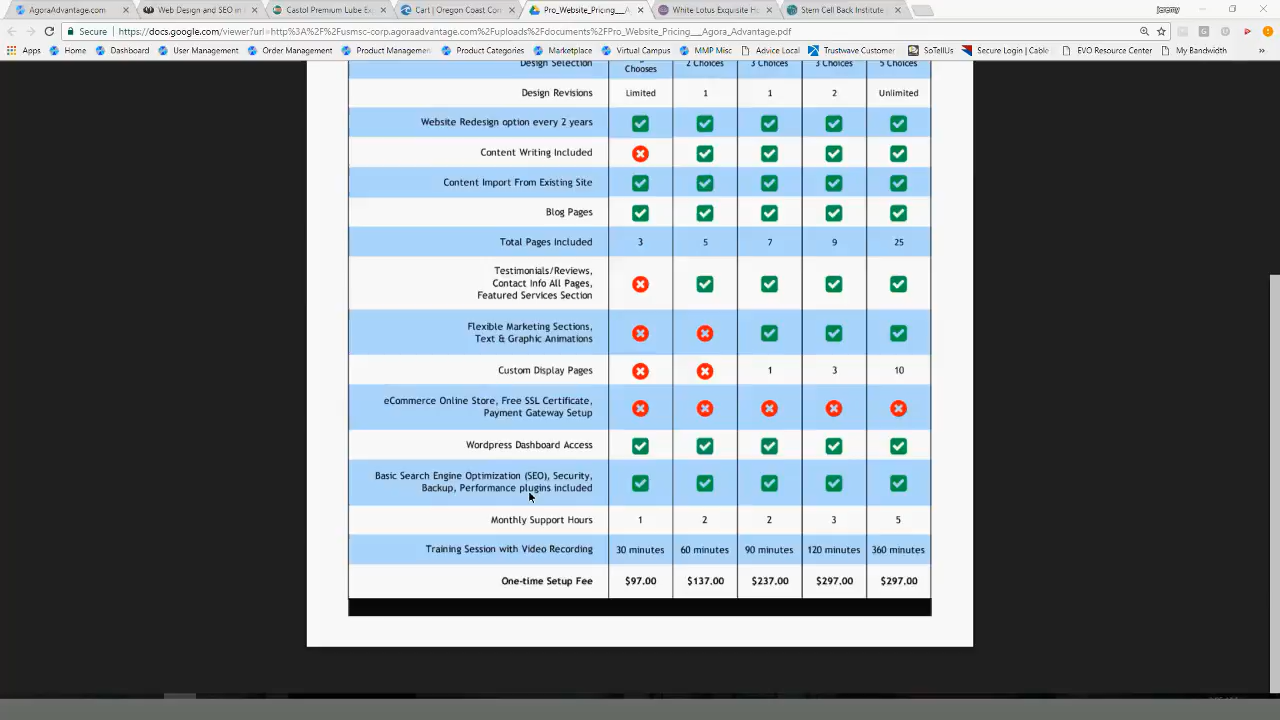 AgoraAdvantage.com
Web Design and SEO in
Castol Premium Lube Ex
Cart | Oregon Coast Com
Pro_Website_Pricing__A
White Lotus Exquisite H
Stem Cell Back Institute
Jeremy
Secure | https://docs.google.com/viewer?url=http%3A%2F%2Fusmsc-corp.agoraadvantage.com%2Fuploads%2Fdocuments%2FPro_Website_Pricing__Agora_Advantage.pdf
Apps Home Dashboard User Management Order Management Product Management Product Categories Marketplace Virtual Campus MMP Misc Advice Local Trustwave Customer SoTellUs Secure Login | Cable EVO Resource Center My Bandwidth
Design Selection Chooses 2 Choices 3 Choices 3 Choices 5 Choices
Design Revisions Limited 1 1 2 Unlimited
Website Redesign option every 2 years
Content Writing Included
Content Import From Existing Site
Blog Pages
Total Pages Included 3 5 7 9 25
Testimonials/Reviews,
Contact Info All Pages,
Featured Services Section
Flexible Marketing Sections,
Text & Graphic Animations
Custom Display Pages 1 3 10
eCommerce Online Store, Free SSL Certificate,
Payment Gateway Setup
Wordpress Dashboard Access
Basic Search Engine Optimization (SEO), Security,
Backup, Performance plugins included
Monthly Support Hours 1 2 2 3 5
Training Session with Video Recording 30 minutes 60 minutes 90 minutes 120 minutes 360 minutes
One-time Setup Fee $97.00 $137.00 $237.00 $297.00 $297.00